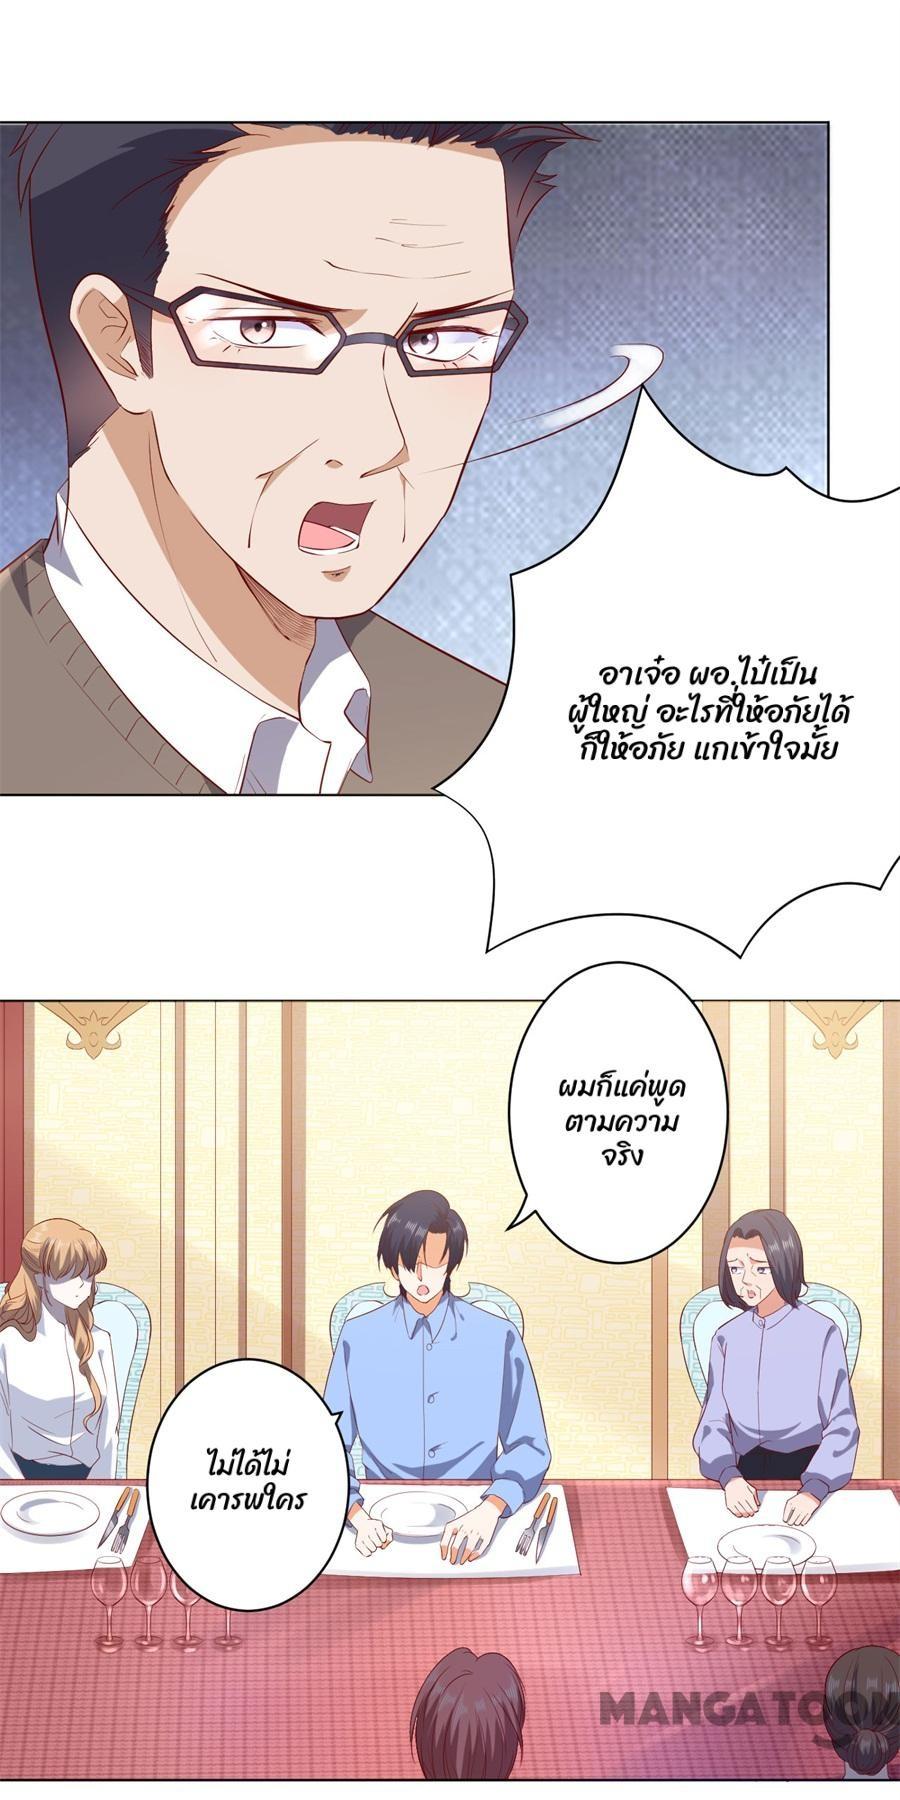 อาเจ๋อ ผอ.ไป๋เป็น
ผู้ใหญ่ อะไรที่ให้อภัยได้
ก็ให้อภัย แกเข้าใจมั้ย
ผมก็แค่พูด
ตามความ
จริง
ไม่ได้ไม่
เคารพใคร
MANGATOON